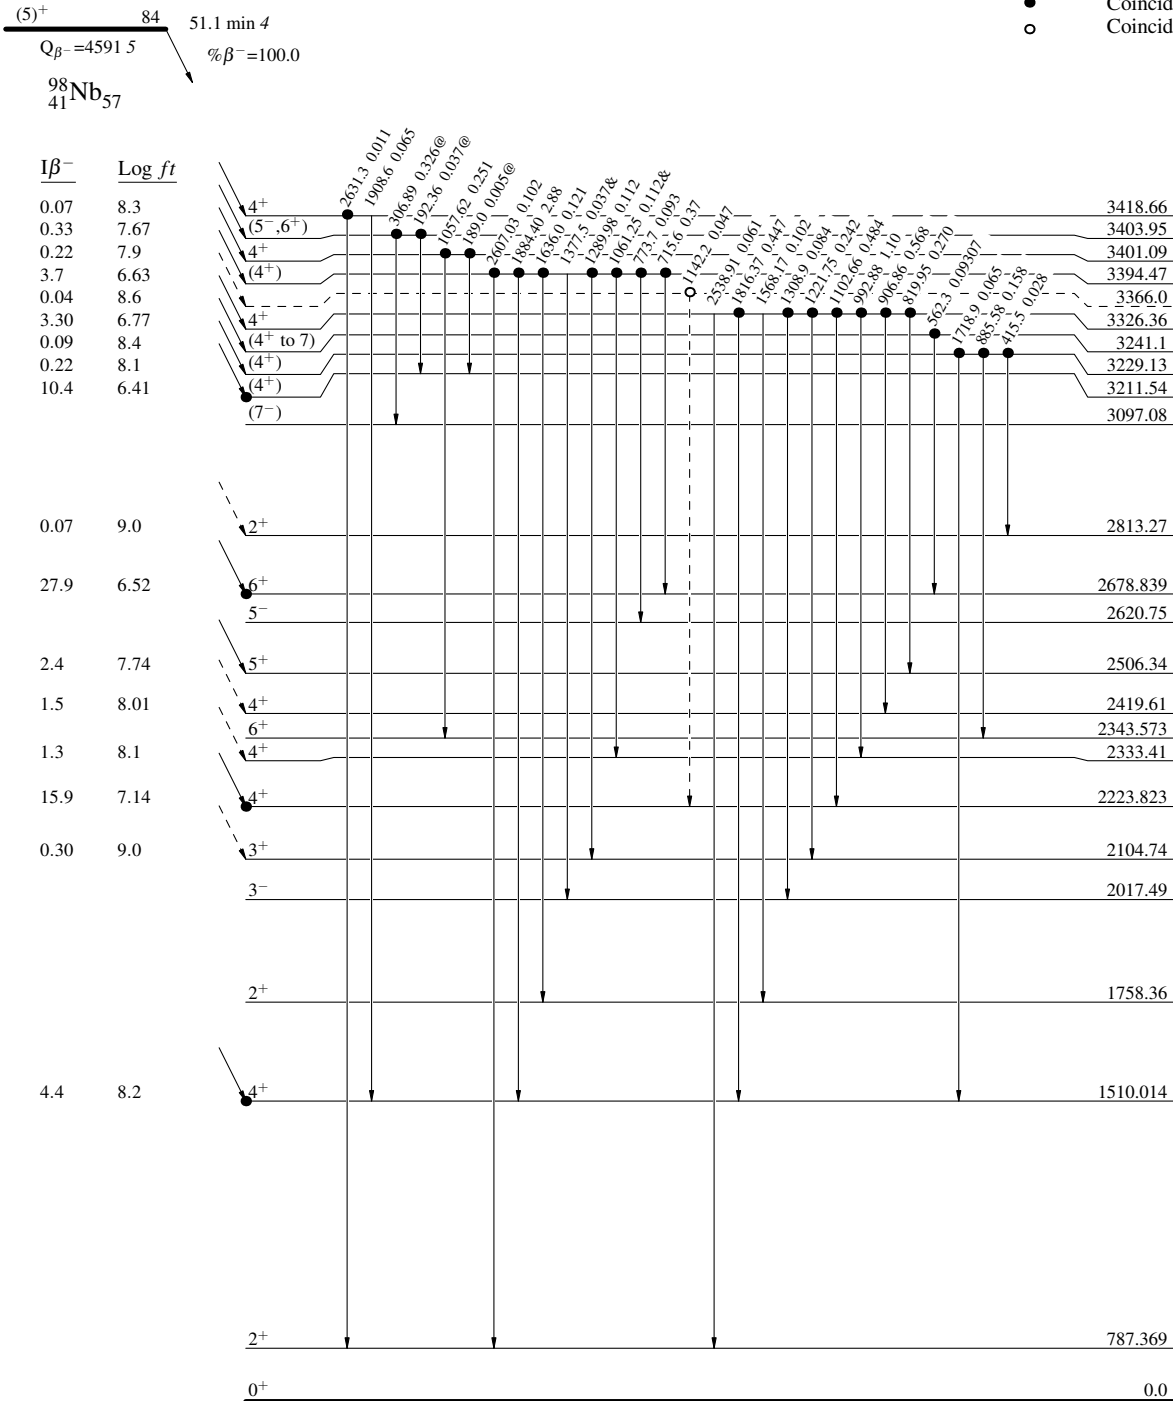 (5)+ 84 51.1 min 4
Qβ−=4591 5 %β−=100.0
98 41 Nb 57
Coincid
Coincid
Iβ− Log ft
2631.3 0.011
1908.6 0.065
306.89 0.326@
192.36 0.037@
1057.62 0.251
189.0 0.005@
2607.03 0.102
1884.40 2.88
1636.0 0.121
1377.5 0.037&
1289.98 0.112
1061.25 0.112&
773.7 0.093
715.6 0.37
1142.2 0.047
2538.91 0.061
1816.37 0.447
1568.17 0.102
1308.9 0.084
1221.75 0.242
1102.66 0.484
992.88 1.10
906.86 0.568
819.95 0.270
562.3 0.09307
1718.9 0.065
885.58 0.158
415.5 0.028
0.07 8.3 4+ 3418.66
0.33 7.67 (5−,6+) 3403.95
0.22 7.9 4+ 3401.09
3.7 6.63 (4+) 3394.47
0.04 8.6 3366.0
3.30 6.77 4+ 3326.36
0.09 8.4 (4+ to 7) 3241.1
0.22 8.1 (4+) 3229.13
10.4 6.41 (4+) 3211.54
(7−) 3097.08
0.07 9.0 2+ 2813.27
27.9 6.52 6+ 2678.839
5− 2620.75
2.4 7.74 5+ 2506.34
1.5 8.01 4+ 2419.61
6+ 2343.573
1.3 8.1 4+ 2333.41
15.9 7.14 4+ 2223.823
0.30 9.0 3+ 2104.74
3− 2017.49
2+ 1758.36
4.4 8.2 4+ 1510.014
2+ 787.369
0+ 0.0